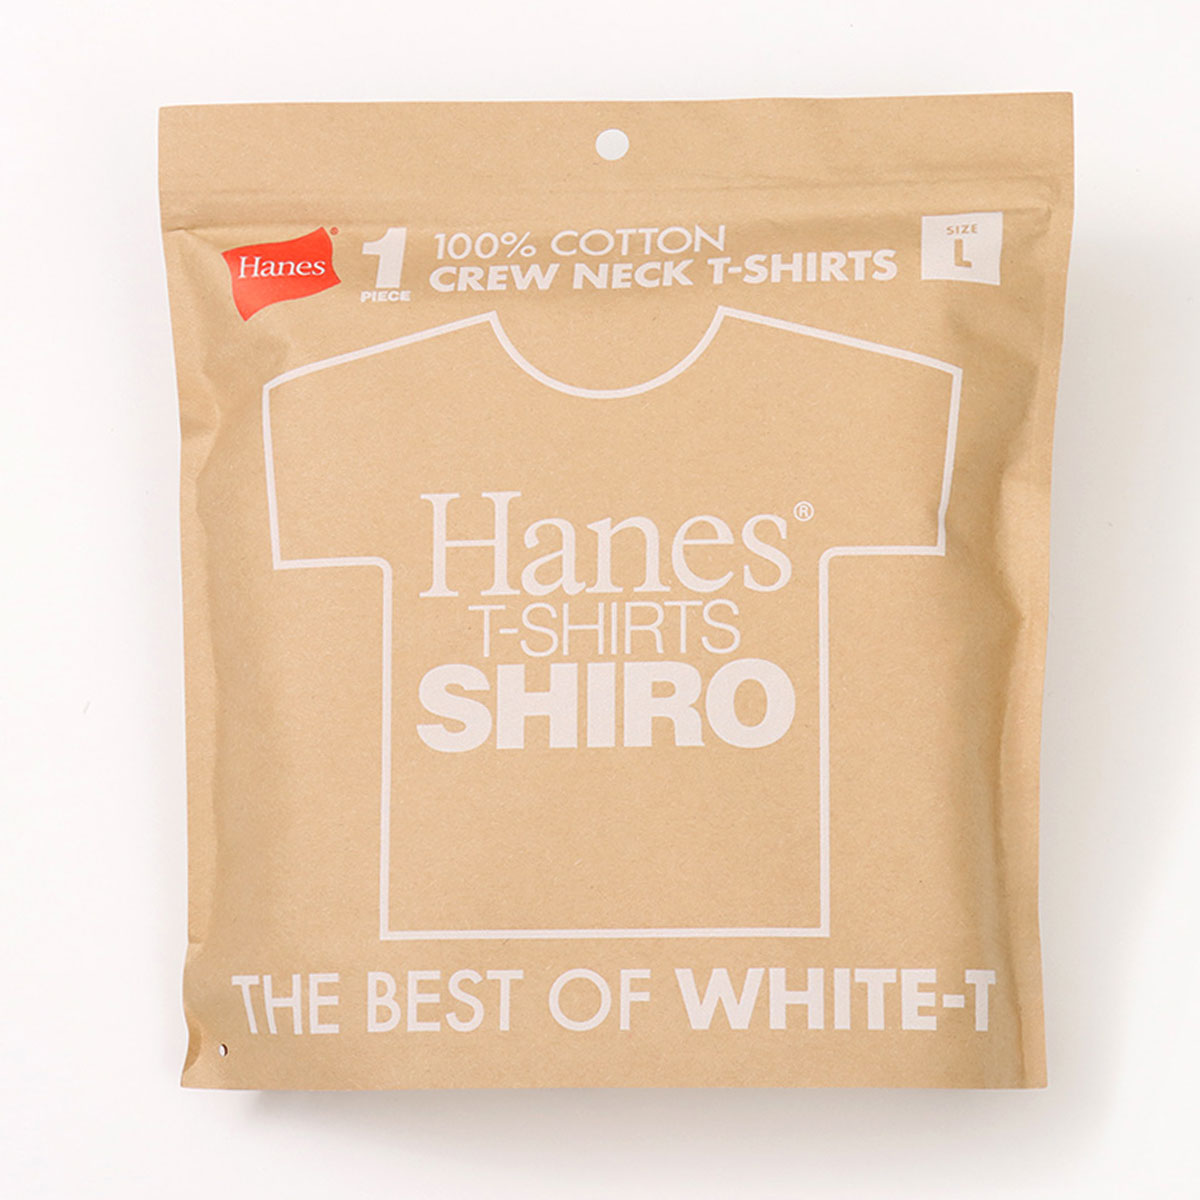 Hanes®
1 PIECE
100% COTTON
CREW NECK T-SHIRTS
SIZE
L
Hanes®
T-SHIRTS
SHIRO
THE BEST OF WHITE-T